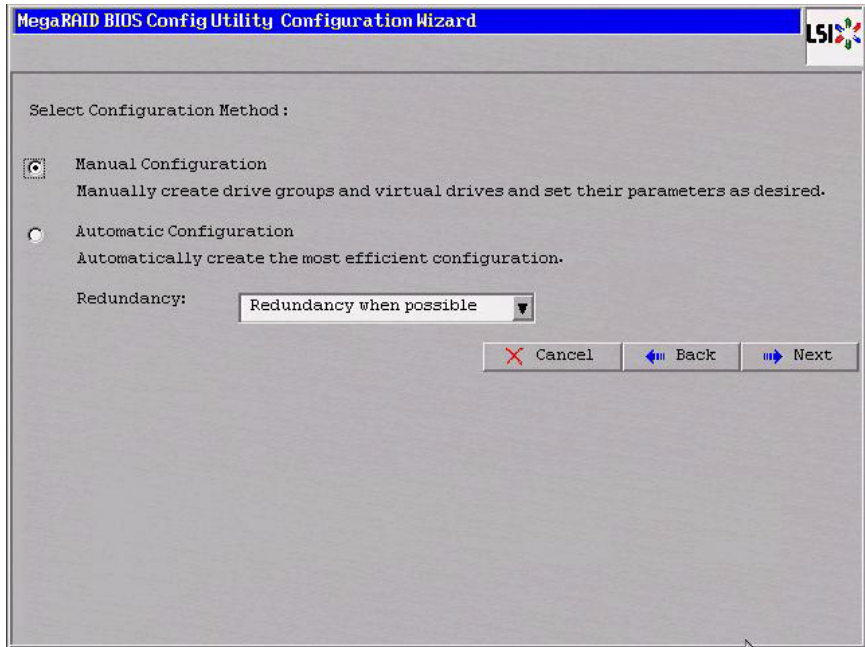 MegaRAID BIOS Config Utility Configuration Wizard
LSI
Select Configuration Method:
Manual Configuration
Manually create drive groups and virtual drives and set their parameters as desired.
Automatic Configuration
Automatically create the most efficient configuration.
Redundancy: Redundancy when possible
Cancel Back Next